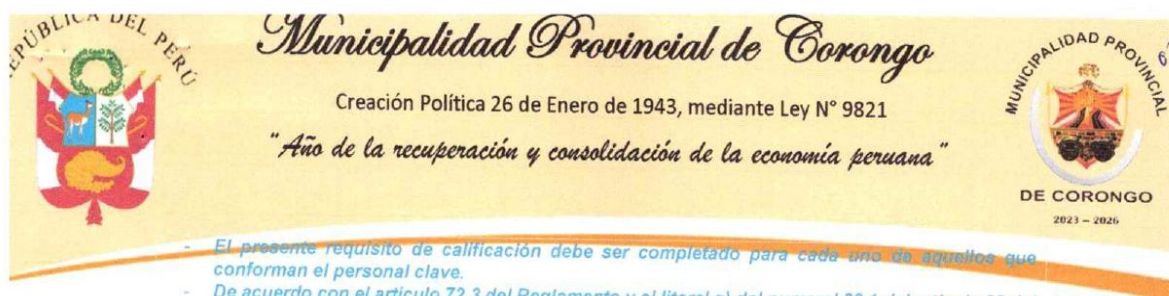 REPÚBLICA DEL PERÚ
Municipalidad Provincial de Corongo
Creación Política 26 de Enero de 1943, mediante Ley N° 9821
"Año de la recuperación y consolidación de la economía peruana"
MUNICIPALIDAD PROVINCIAL
DE CORONGO
2023 – 2026
- El presente requisito de calificación debe ser completado para cada uno de aquellos que
conforman el personal clave.
- De acuerdo con el artículo 72.3 del Reglamento y el literal a) del numeral